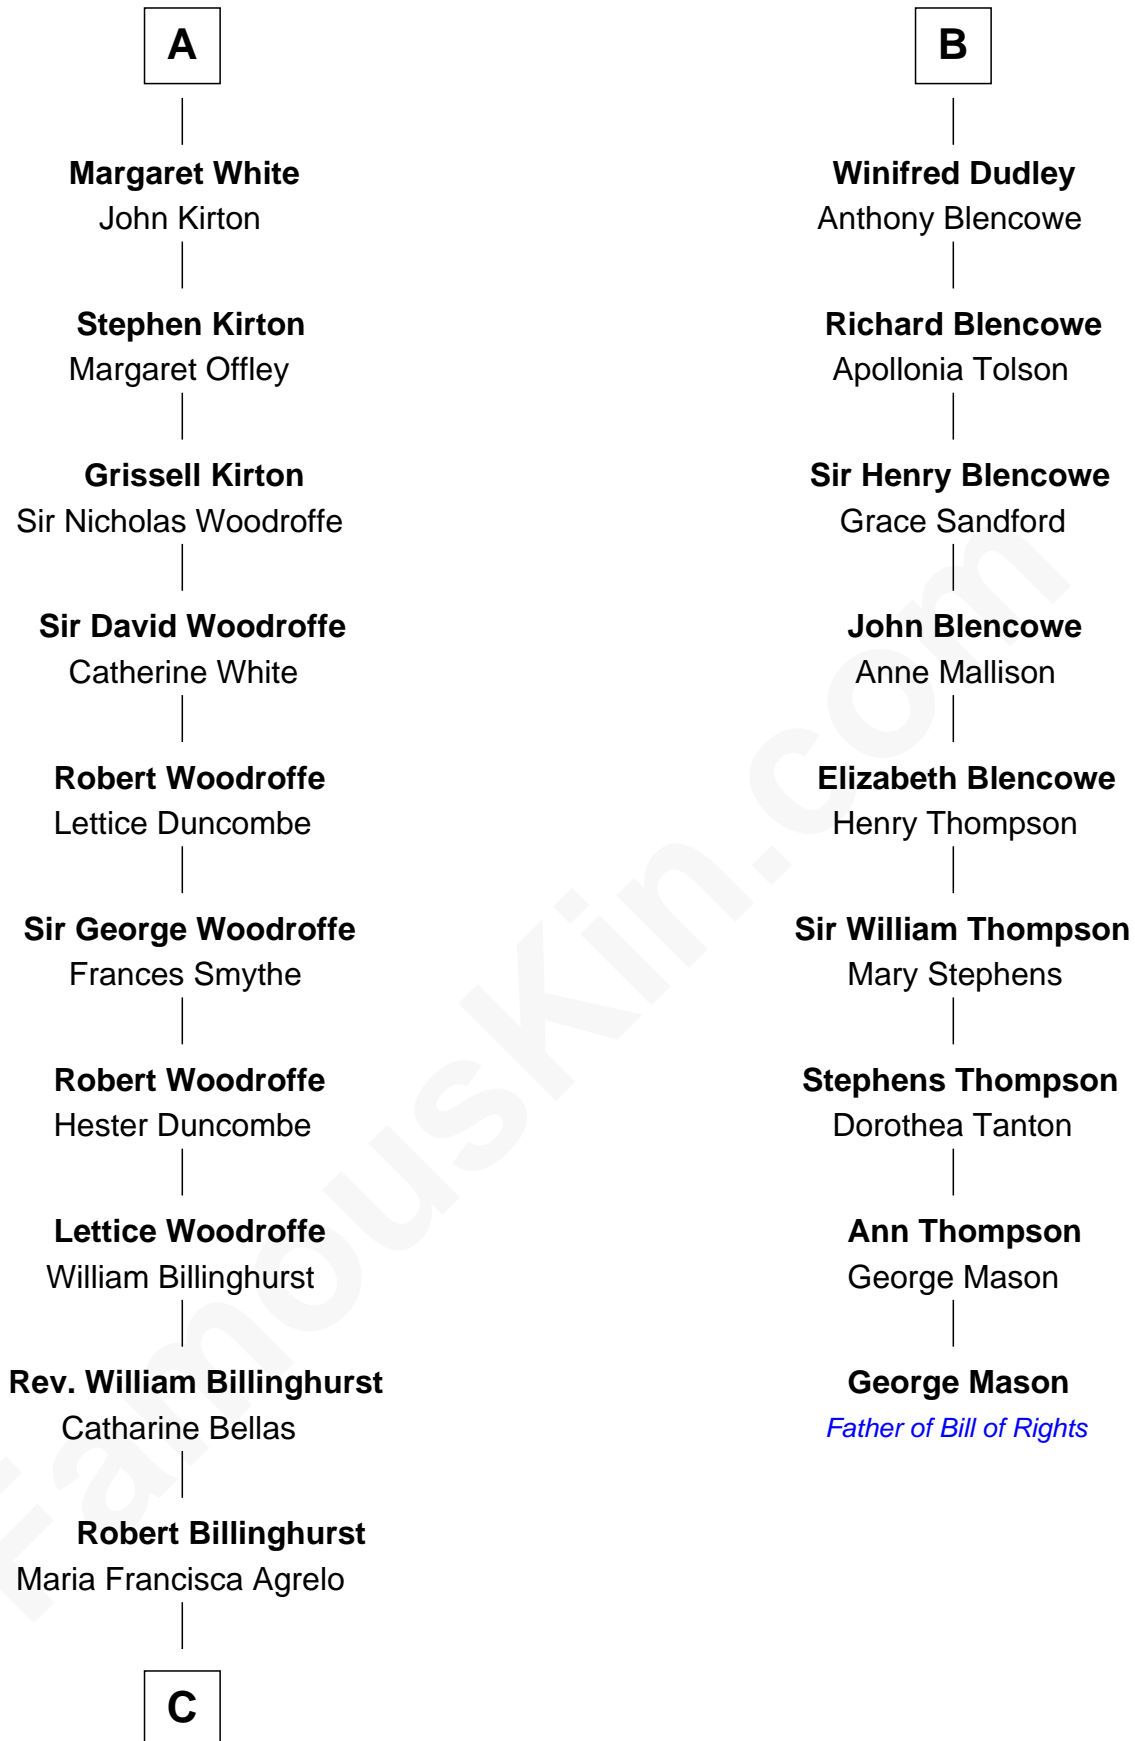 A
Margaret White
John Kirton
Stephen Kirton
Margaret Offley
Grissell Kirton
Sir Nicholas Woodroffe
Sir David Woodroffe
Catherine White
Robert Woodroffe
Lettice Duncombe
Sir George Woodroffe
Frances Smythe
Robert Woodroffe
Hester Duncombe
Lettice Woodroffe
William Billinghurst
Rev. William Billinghurst
Catharine Bellas
Robert Billinghurst
Maria Francisca Agrelo
C
B
Winifred Dudley
Anthony Blencowe
Richard Blencowe
Apollonia Tolson
Sir Henry Blencowe
Grace Sandford
John Blencowe
Anne Mallison
Elizabeth Blencowe
Henry Thompson
Sir William Thompson
Mary Stephens
Stephens Thompson
Dorothea Tanton
Ann Thompson
George Mason
George Mason
Father of Bill of Rights
FamousKin.com